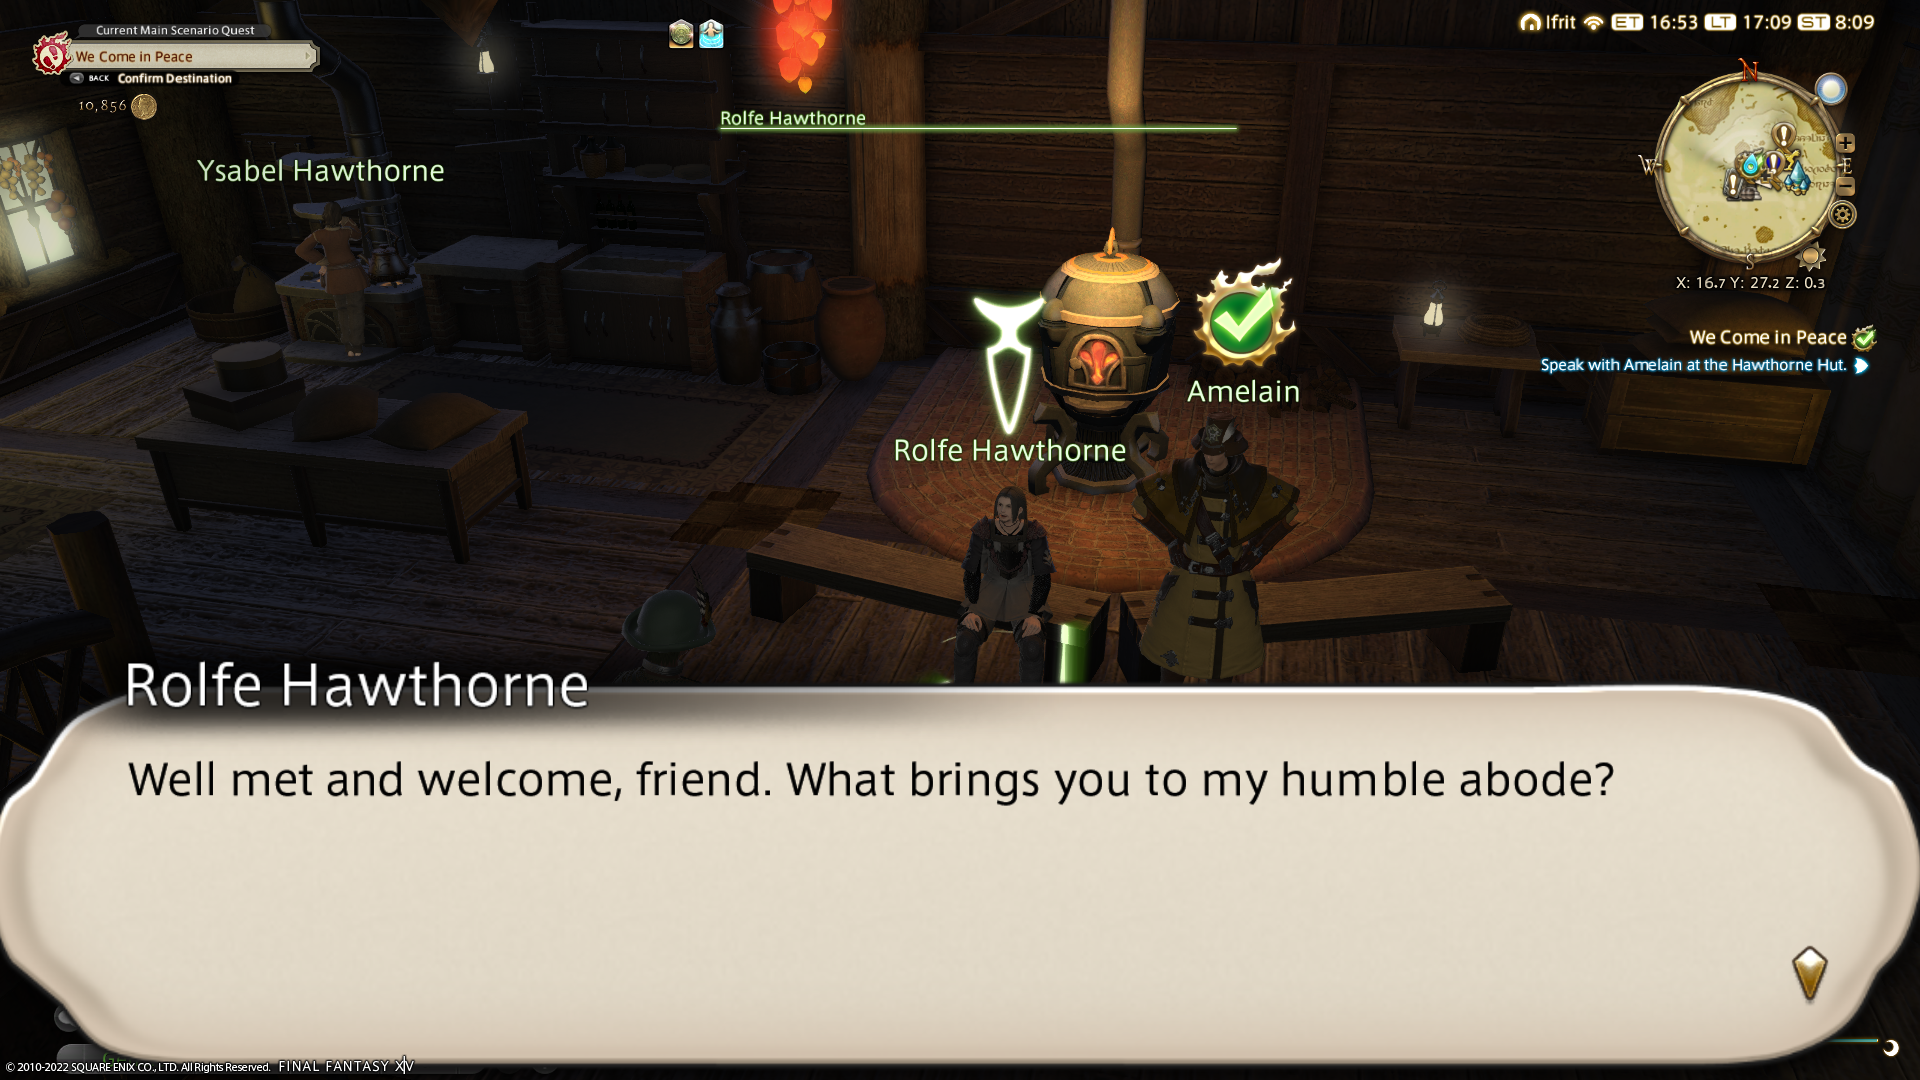 Current Main Scenario Quest
We Come in Peace
BACK Confirm Destination
10,856
Ifrit ET 16:53 LT 17:09 ST 8:09
Rolfe Hawthorne
N
W
E
S
X: 16.7 Y: 27.2 Z: 0.3
Ysabel Hawthorne
We Come in Peace
Speak with Amelain at the Hawthorne Hut.
Amelain
Rolfe Hawthorne
Rolfe Hawthorne
Well met and welcome, friend. What brings you to my humble abode?
© 2010-2022 SQUARE ENIX CO., LTD. All Rights Reserved. FINAL FANTASY XIV